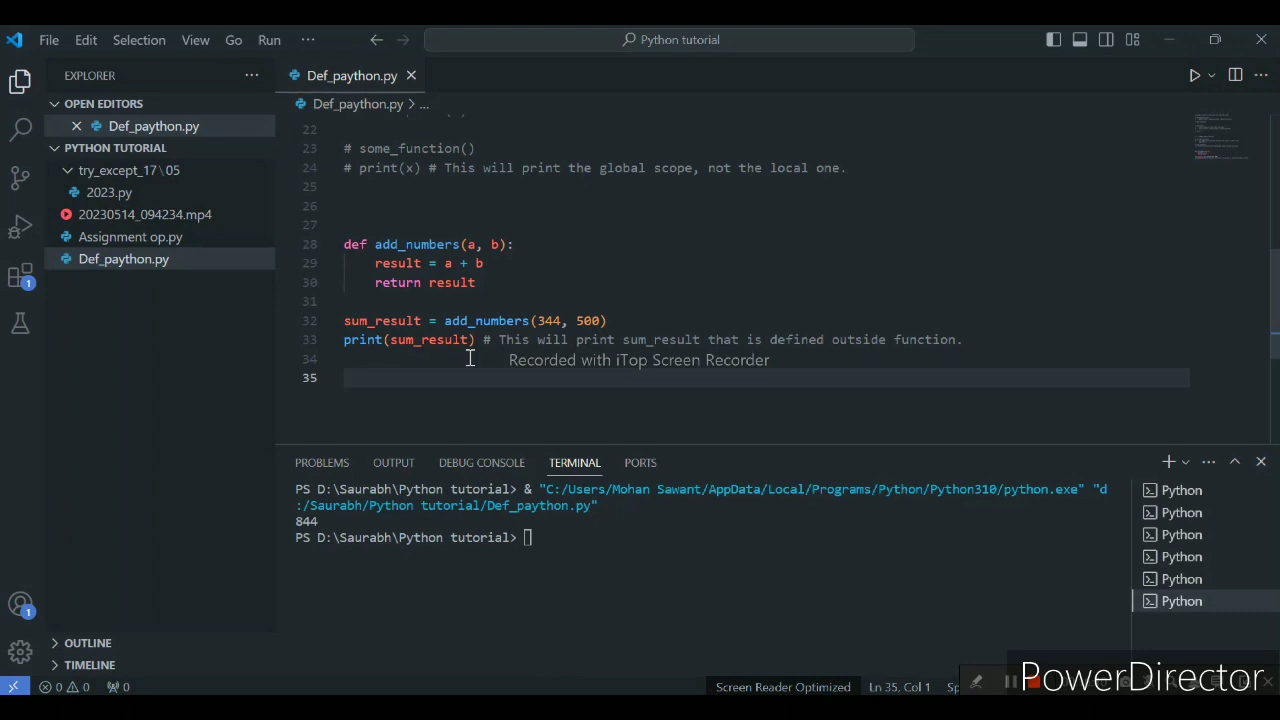 File Edit Selection View Go Run ··· Python tutorial
EXPLORER ···
OPEN EDITORS
Def_paython.py
PYTHON TUTORIAL
try_except_17\05
2023.py
20230514_094234.mp4
Assignment op.py
Def_paython.py
OUTLINE
TIMELINE
1
1
Def_paython.py
Def_paython.py > ...
22
23 # some_function()
24 # print(x) # This will print the global scope, not the local one.
25
26
27
28 def add_numbers(a, b):
29 result = a + b
30 return result
31
32 sum_result = add_numbers(344, 500)
33 print(sum_result) # This will print sum_result that is defined outside function.
34
35
Recorded with iTop Screen Recorder
PROBLEMS OUTPUT DEBUG CONSOLE TERMINAL PORTS
PS D:\Saurabh\Python tutorial> & "C:/Users/Mohan Sawant/AppData/Local/Programs/Python/Python310/python.exe" "d
:/Saurabh/Python tutorial/Def_paython.py"
844
PS D:\Saurabh\Python tutorial>
Python
Python
Python
Python
Python
Python
0 0 0 Screen Reader Optimized Ln 35, Col 1
PowerDirector